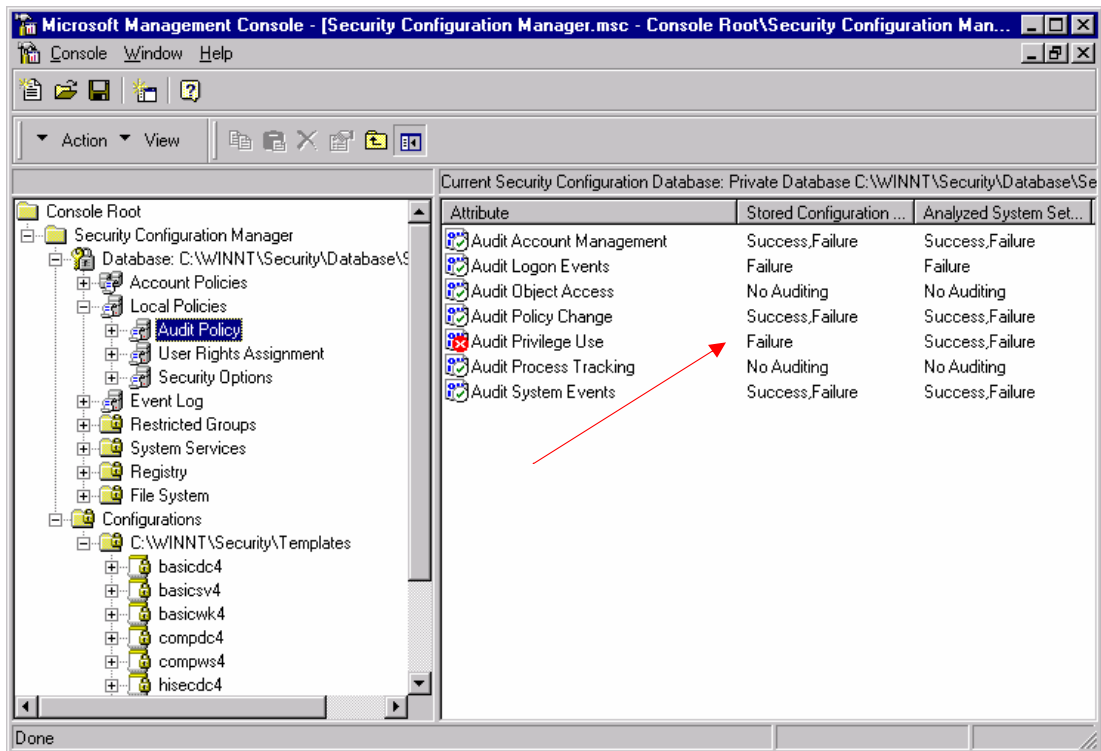 Microsoft Management Console - [Security Configuration Manager.msc - Console Root\Security Configuration Man...
Console Window Help
Action View
Current Security Configuration Database: Private Database C:\WINNT\Security\Database\Se
Console Root
Security Configuration Manager
Database: C:\WINNT\Security\Database\S
Account Policies
Local Policies
Audit Policy
User Rights Assignment
Security Options
Event Log
Restricted Groups
System Services
Registry
File System
Configurations
C:\WINNT\Security\Templates
basicdc4
basicsv4
basicwk4
compdc4
compws4
hisecdc4
Attribute Stored Configuration ... Analyzed System Set...
Audit Account Management Success,Failure Success,Failure
Audit Logon Events Failure Failure
Audit Object Access No Auditing No Auditing
Audit Policy Change Success,Failure Success,Failure
Audit Privilege Use Failure Success,Failure
Audit Process Tracking No Auditing No Auditing
Audit System Events Success,Failure Success,Failure
Done